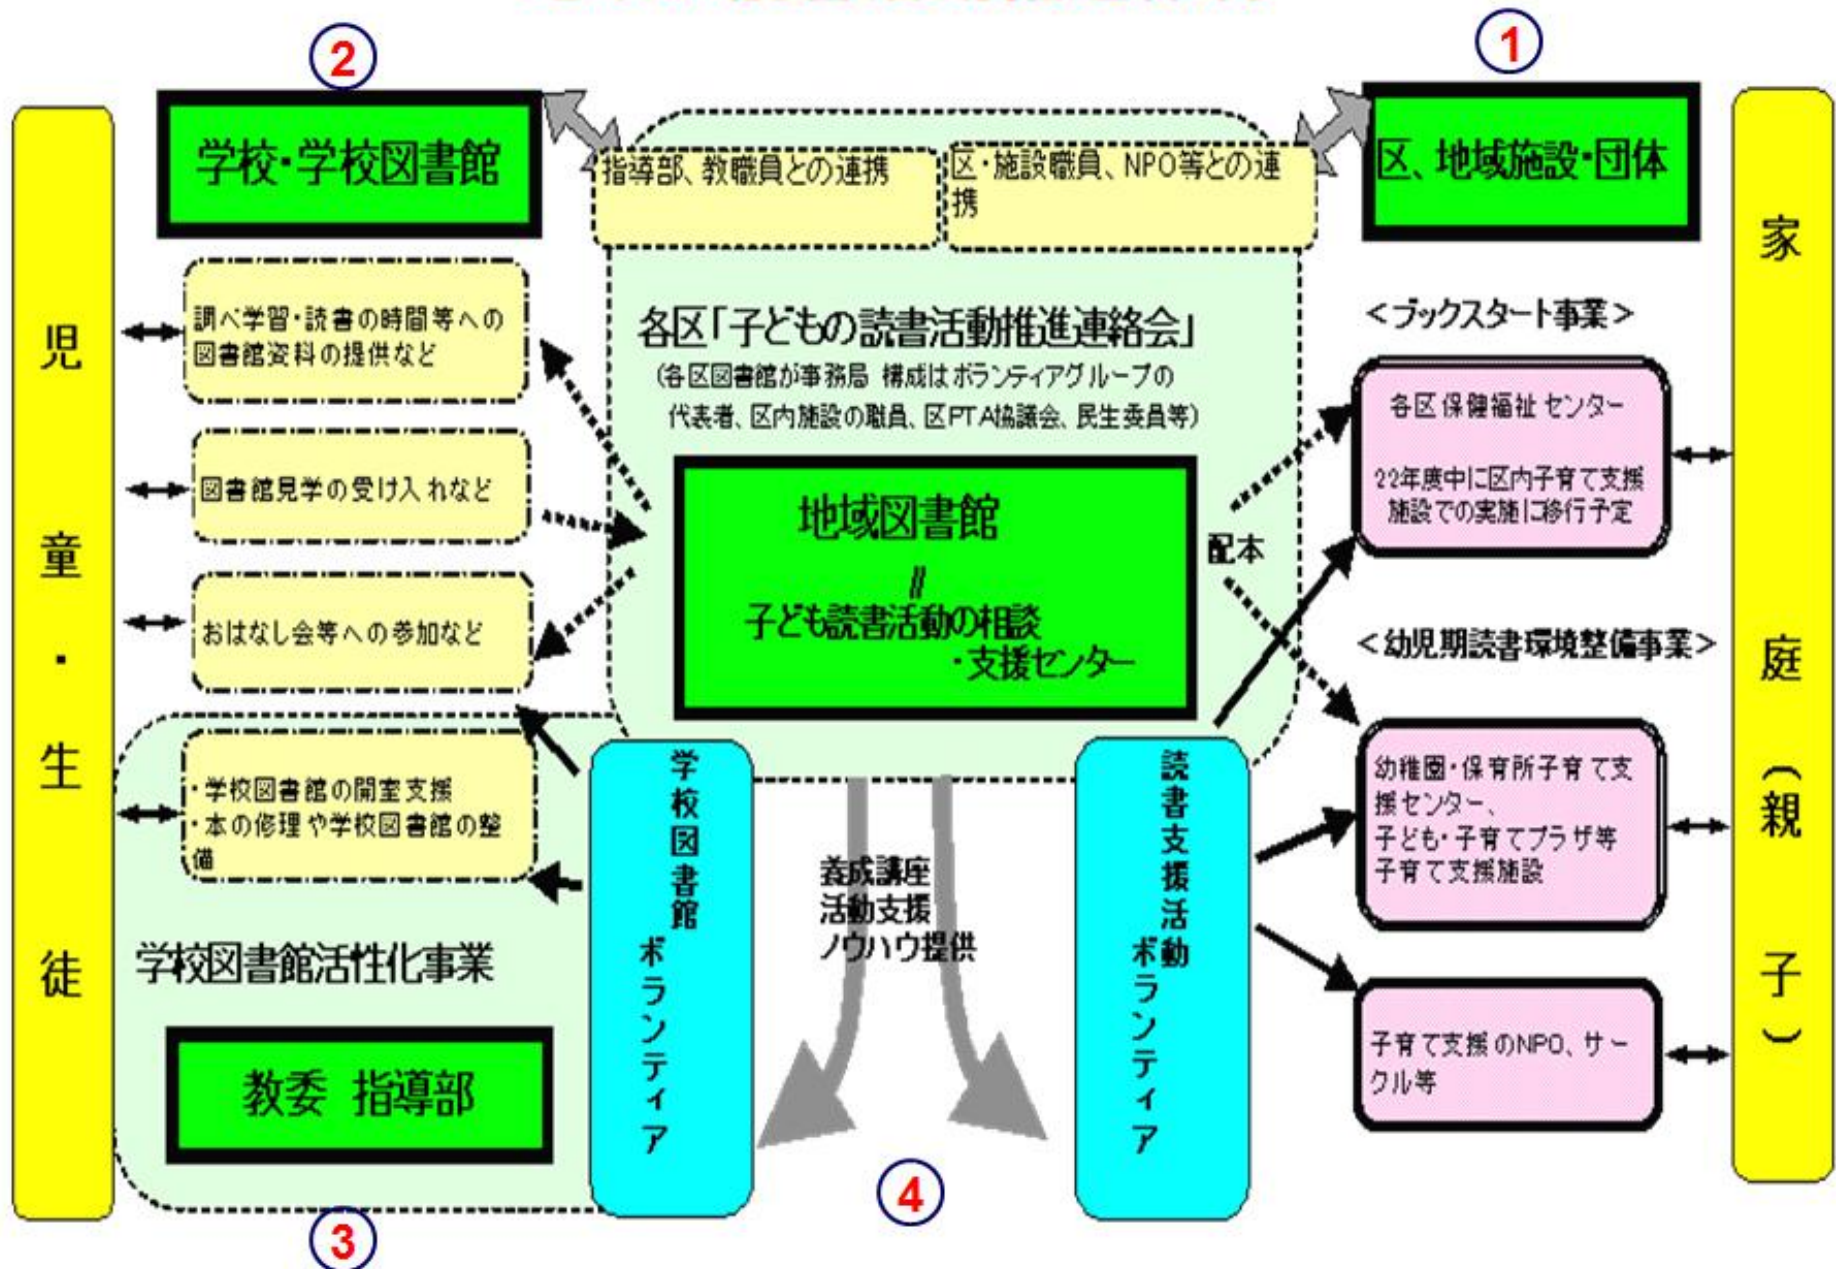 ②
①
学校・学校図書館
指導部、教職員との連携
区・施設職員、NPO等との連
携
区、地域施設・団体
児童・生徒
家庭（親子）
調べ学習・読書の時間等への
図書館資料の提供など
図書館見学の受け入れなど
おはなし会等への参加など
・学校図書館の開室支援
・本の修理や学校図書館の整
備
学校図書館活性化事業
教委 指導部
③
各区「子どもの読書活動推進連絡会」
(各区図書館が事務局 構成はボランティアグループの
代表者、区内施設の職員、区PTA協議会、民生委員等)
地域図書館
||
子ども読書活動の相談
・支援センター
配本
学校図書館
ボランティア
養成講座
活動支援
ノウハウ提供
読書支援活動
ボランティア
④
＜ブックスタート事業＞
各区保健福祉センター
22年度中に区内子育て支援
施設での実施に移行予定
＜幼児期読書環境整備事業＞
幼稚園・保育所子育て支
援センター、
子ども・子育てプラザ等
子育て支援施設
子育て支援のNPO、サー
クル等